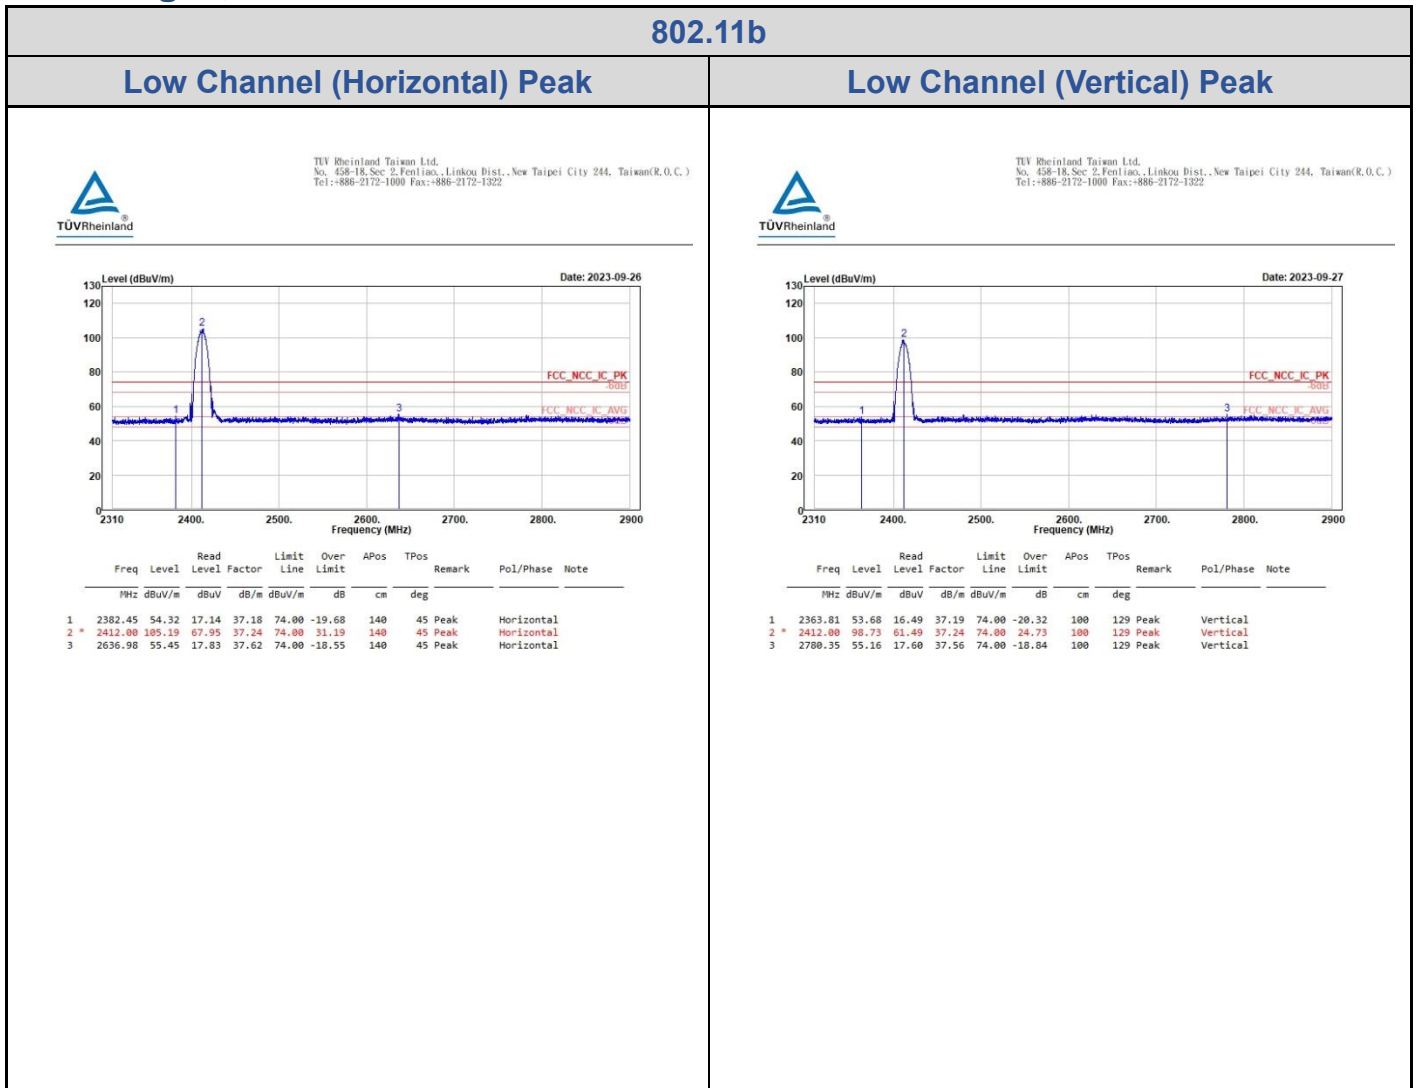 802.11b
Low Channel (Horizontal) Peak
TÜVRheinland ®
TUV Rheinland Taiwan Ltd.
No. 458-18,Sec 2,Fenliao.,Linkou Dist.,New Taipei City 244, Taiwan(R.O.C.)
Tel:+886-2172-1000 Fax:+886-2172-1322
Level (dBuV/m) Date: 2023-09-26
130
120
100
80
60
40
20
0
1
2
3
FCC_NCC_IC_PK
-6dB
FCC_NCC_IC_AVG
2310 2400. 2500. 2600. 2700. 2800. 2900
Frequency (MHz)
Read Limit Over APos TPos
Freq Level Level Factor Line Limit Remark Pol/Phase Note
MHz dBuV/m dBuV dB/m dBuV/m dB cm deg
1 2382.45 54.32 17.14 37.18 74.00 -19.68 140 45 Peak Horizontal
2 * 2412.00 105.19 67.95 37.24 74.00 31.19 140 45 Peak Horizontal
3 2636.98 55.45 17.83 37.62 74.00 -18.55 140 45 Peak Horizontal
Low Channel (Vertical) Peak
TÜVRheinland ®
TUV Rheinland Taiwan Ltd.
No. 458-18,Sec 2,Fenliao.,Linkou Dist.,New Taipei City 244, Taiwan(R.O.C.)
Tel:+886-2172-1000 Fax:+886-2172-1322
Level (dBuV/m) Date: 2023-09-27
130
120
100
80
60
40
20
0
1
2
3
FCC_NCC_IC_PK
-6dB
FCC_NCC_IC_AVG
2310 2400. 2500. 2600. 2700. 2800. 2900
Frequency (MHz)
Read Limit Over APos TPos
Freq Level Level Factor Line Limit Remark Pol/Phase Note
MHz dBuV/m dBuV dB/m dBuV/m dB cm deg
1 2363.81 53.68 16.49 37.19 74.00 -20.32 100 129 Peak Vertical
2 * 2412.00 98.73 61.49 37.24 74.00 24.73 100 129 Peak Vertical
3 2780.35 55.16 17.60 37.56 74.00 -18.84 100 129 Peak Vertical